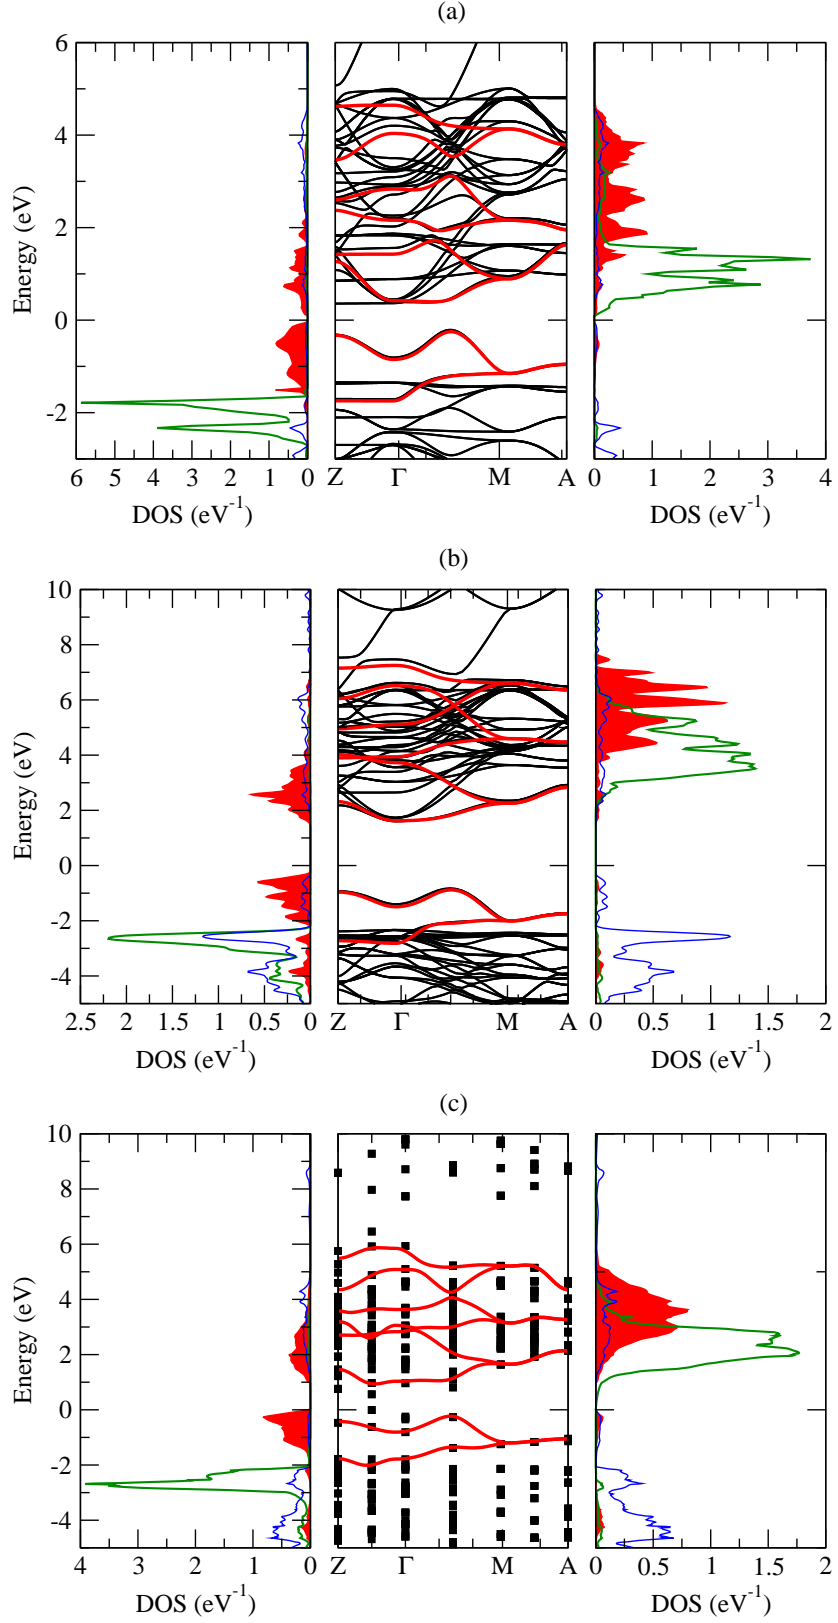 (a)
6
4
2
0
-2
Energy (eV)
6 5 4 3 2 1 0
DOS (eV-1)
Z Γ M A
0 1 2 3 4
DOS (eV-1)
(b)
10
8
6
4
2
0
-2
-4
Energy (eV)
2.5 2 1.5 1 0.5 0
DOS (eV-1)
Z Γ M A
0 0.5 1 1.5 2
DOS (eV-1)
(c)
10
8
6
4
2
0
-2
-4
Energy (eV)
4 3 2 1 0
DOS (eV-1)
Z Γ M A
0 0.5 1 1.5 2
DOS (eV-1)